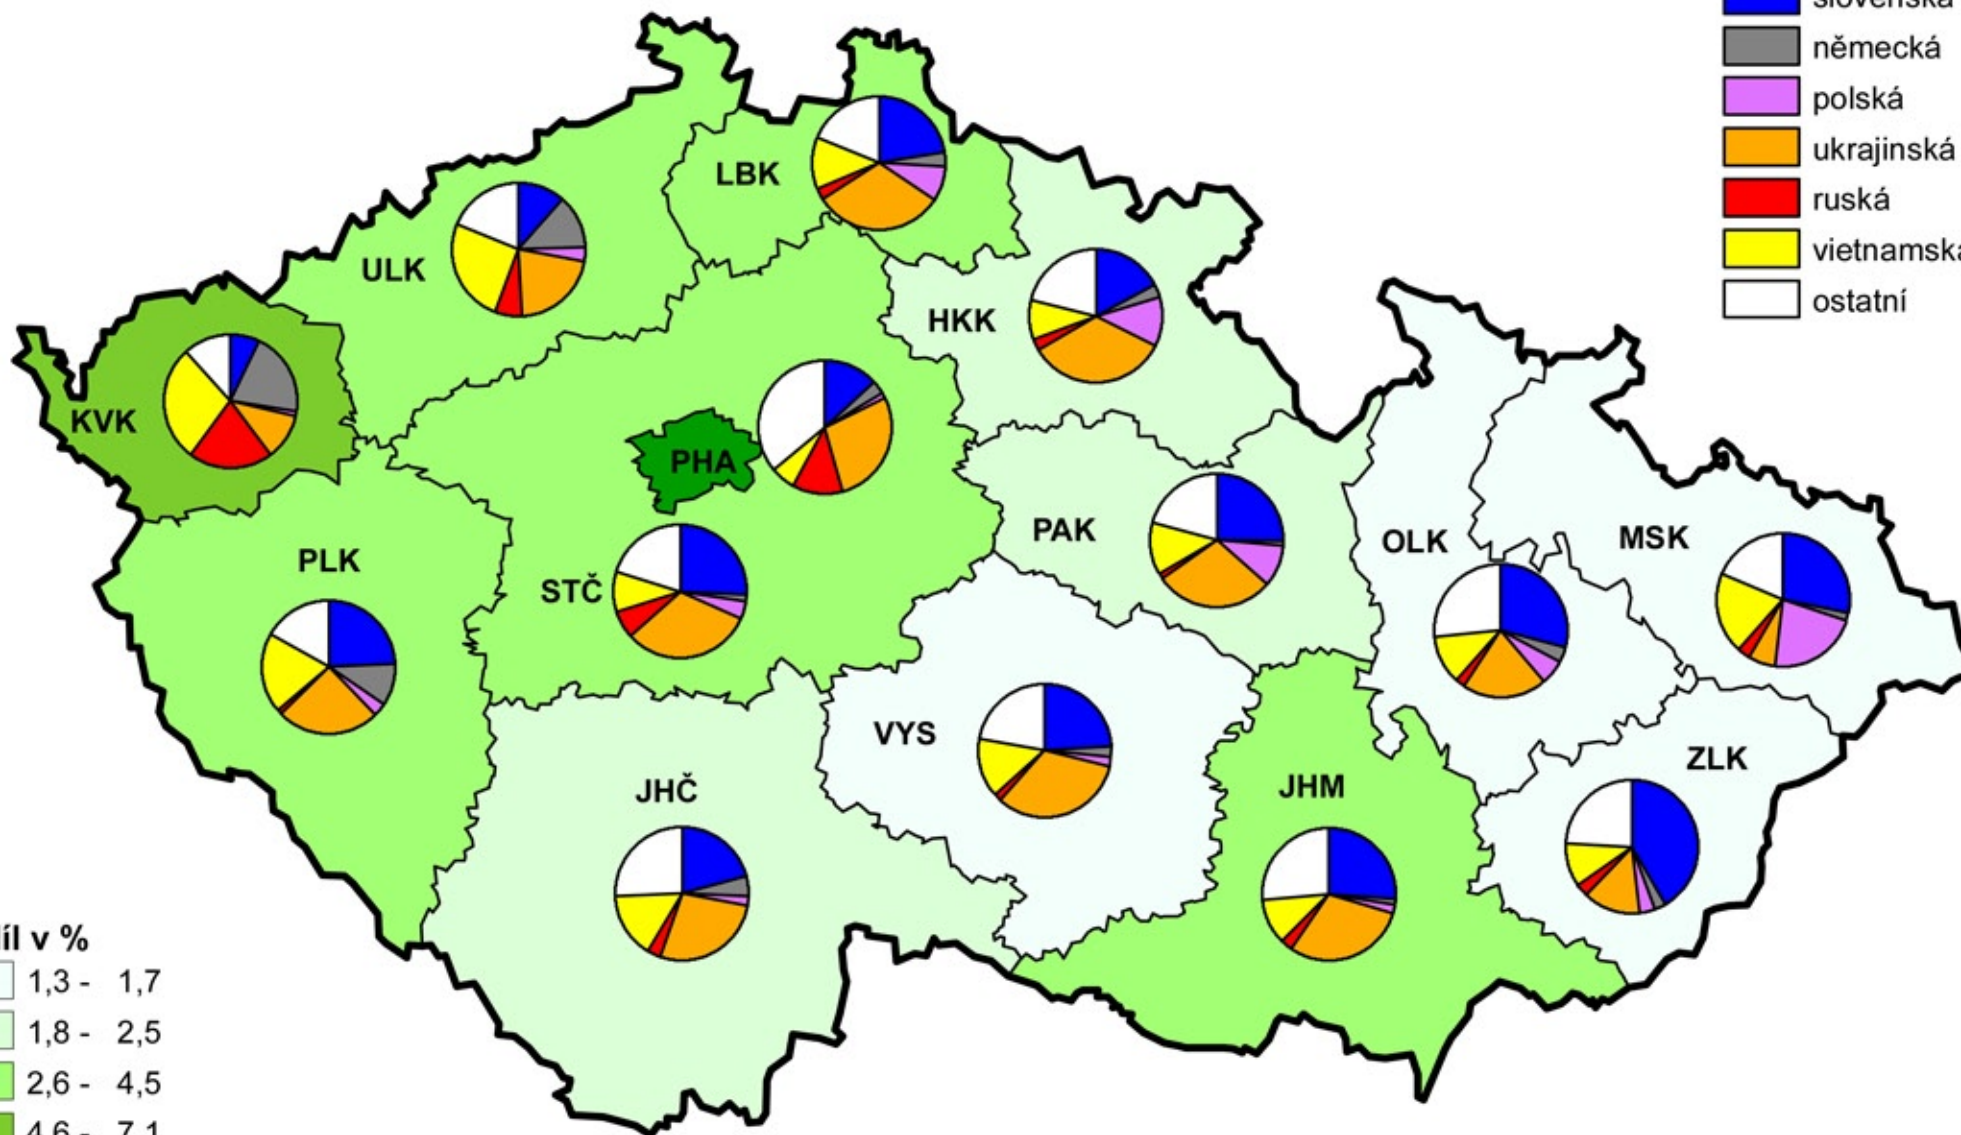 slovenská
německá
polská
ukrajinská
ruská
vietnamská
ostatní
LBK
ULK
HKK
KVK
PHA
PAK
OLK
MSK
PLK
STČ
VYS
ZLK
JHČ
JHM
v %
1,3 - 1,7
1,8 - 2,5
2,6 - 4,5
4,6 - 7,1